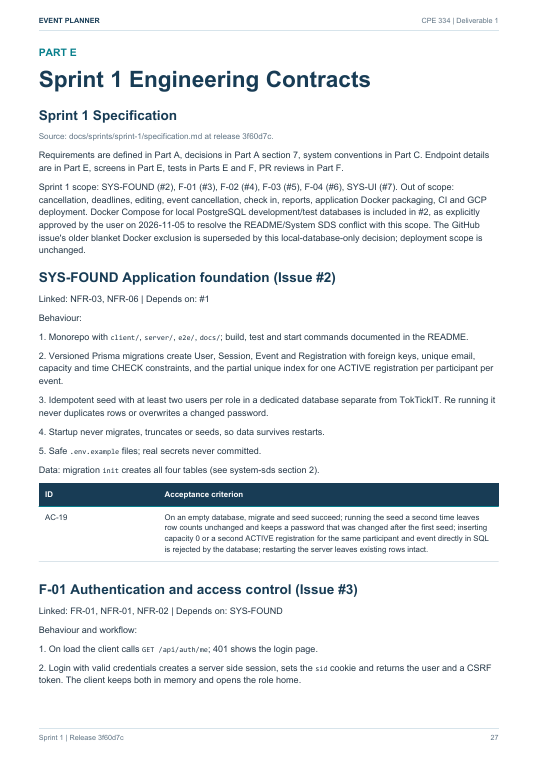 EVENT PLANNER
CPE 334 | Deliverable 1
PART E
Sprint 1 Engineering Contracts
Sprint 1 Specification
Source: docs/sprints/sprint-1/specification.md at release 3f60d7c.
Requirements are defined in Part A, decisions in Part A section 7, system conventions in Part C. Endpoint details
are in Part E, screens in Part E, tests in Parts E and F, PR reviews in Part F.
Sprint 1 scope: SYS-FOUND (#2), F-01 (#3), F-02 (#4), F-03 (#5), F-04 (#6), SYS-UI (#7). Out of scope:
cancellation, deadlines, editing, event cancellation, check in, reports, application Docker packaging, CI and GCP
deployment. Docker Compose for local PostgreSQL development/test databases is included in #2, as explicitly
approved by the user on 2026-11-05 to resolve the README/System SDS conflict with this scope. The GitHub
issue's older blanket Docker exclusion is superseded by this local-database-only decision; deployment scope is
unchanged.
SYS-FOUND Application foundation (Issue #2)
Linked: NFR-03, NFR-06 | Depends on: #1
Behaviour:
1. Monorepo with client/, server/, e2e/, docs/; build, test and start commands documented in the README.
2. Versioned Prisma migrations create User, Session, Event and Registration with foreign keys, unique email,
capacity and time CHECK constraints, and the partial unique index for one ACTIVE registration per participant per
event.
3. Idempotent seed with at least two users per role in a dedicated database separate from TokTickIT. Re running it
never duplicates rows or overwrites a changed password.
4. Startup never migrates, truncates or seeds, so data survives restarts.
5. Safe .env.example files; real secrets never committed.
Data: migration init creates all four tables (see system-sds section 2).
ID
Acceptance criterion
AC-19
On an empty database, migrate and seed succeed; running the seed a second time leaves
row counts unchanged and keeps a password that was changed after the first seed; inserting
capacity 0 or a second ACTIVE registration for the same participant and event directly in SQL
is rejected by the database; restarting the server leaves existing rows intact.
F-01 Authentication and access control (Issue #3)
Linked: FR-01, NFR-01, NFR-02 | Depends on: SYS-FOUND
Behaviour and workflow:
1. On load the client calls GET /api/auth/me; 401 shows the login page.
2. Login with valid credentials creates a server side session, sets the sid cookie and returns the user and a CSRF
token. The client keeps both in memory and opens the role home.
Sprint 1 | Release 3f60d7c
27